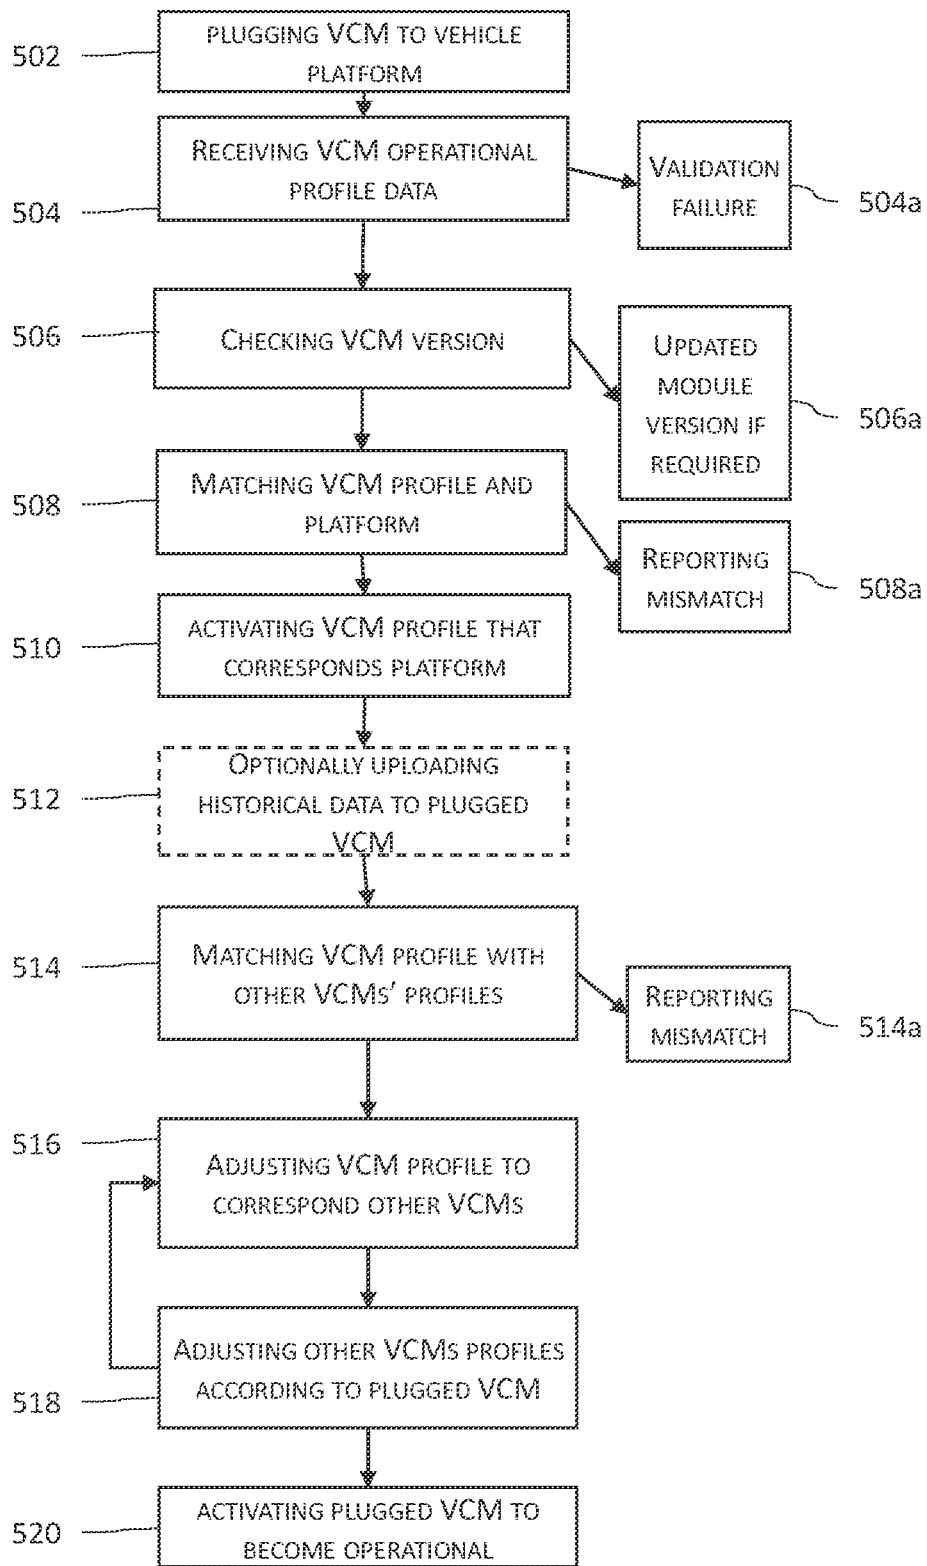 502
PLUGGING VCM TO VEHICLE
PLATFORM
504
RECEIVING VCM OPERATIONAL
PROFILE DATA
VALIDATION
FAILURE
504a
506
CHECKING VCM VERSION
UPDATED
MODULE
VERSION IF
REQUIRED
506a
508
MATCHING VCM PROFILE AND
PLATFORM
REPORTING
MISMATCH
508a
510
ACTIVATING VCM PROFILE THAT
CORRESPONDS PLATFORM
512
OPTIONALLY UPLOADING
HISTORICAL DATA TO PLUGGED
VCM
514
MATCHING VCM PROFILE WITH
OTHER VCMS' PROFILES
REPORTING
MISMATCH
514a
516
ADJUSTING VCM PROFILE TO
CORRESPOND OTHER VCMS
518
ADJUSTING OTHER VCMS PROFILES
ACCORDING TO PLUGGED VCM
520
ACTIVATING PLUGGED VCM TO
BECOME OPERATIONAL